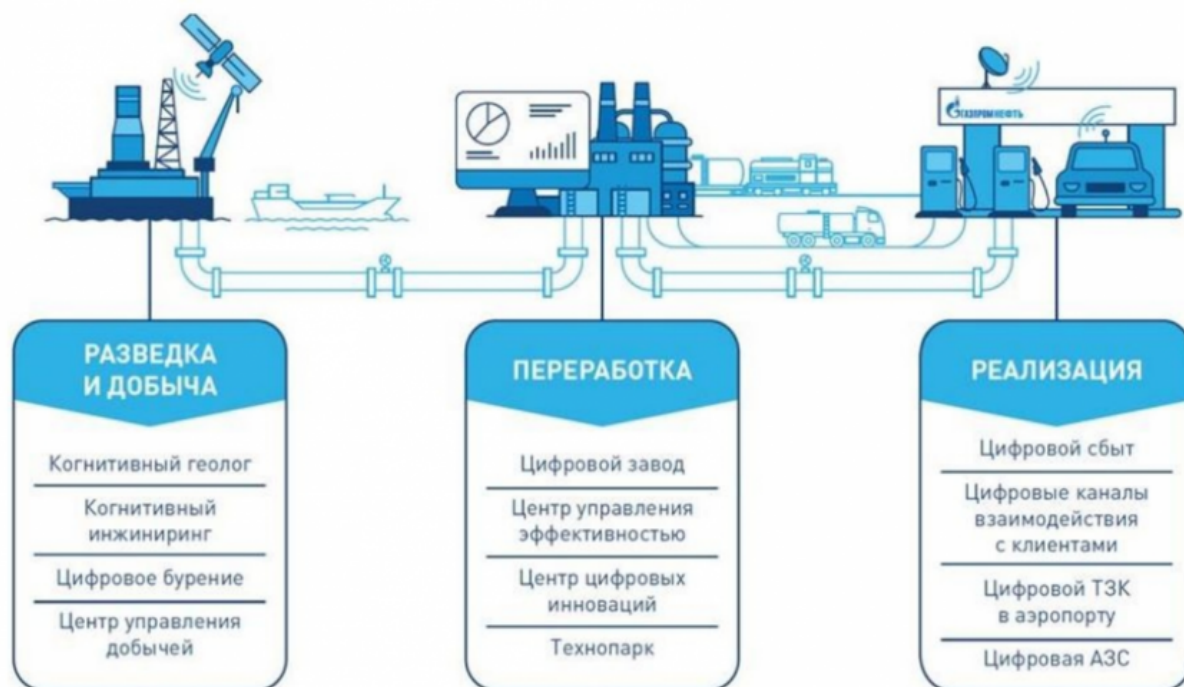 ГАЗПРОМНЕФТЬ
РАЗВЕДКА
И ДОБЫЧА
Когнитивный геолог
Когнитивный
инжиниринг
Цифровое бурение
Центр управления
добычей
ПЕРЕРАБОТКА
Цифровой завод
Центр управления
эффективностью
Центр цифровых
инноваций
Технопарк
РЕАЛИЗАЦИЯ
Цифровой сбыт
Цифровые каналы
взаимодействия
с клиентами
Цифровой ТЗК
в аэропорту
Цифровая АЗС